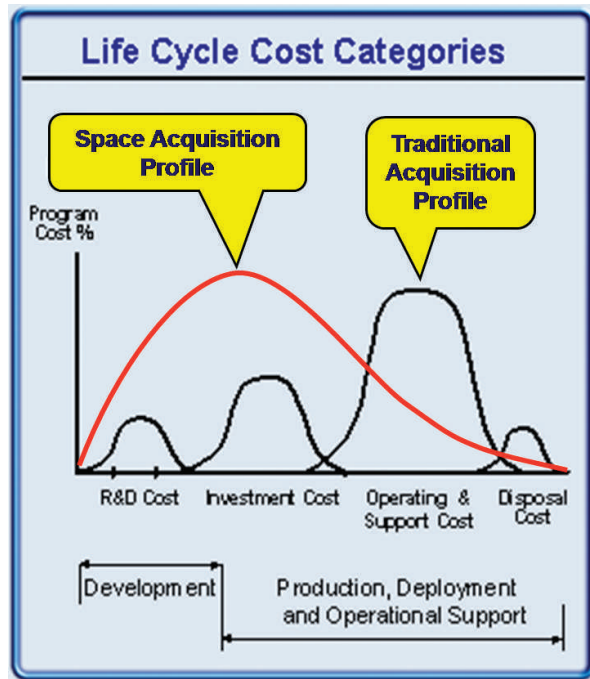 Life Cycle Cost Categories
Space Acquisition
Profile
Traditional
Acquisition
Profile
Program
Cost %
R&D Cost
Investment Cost
Operating &
Support Cost
Disposal
Cost
Development
Production, Deployment
and Operational Support